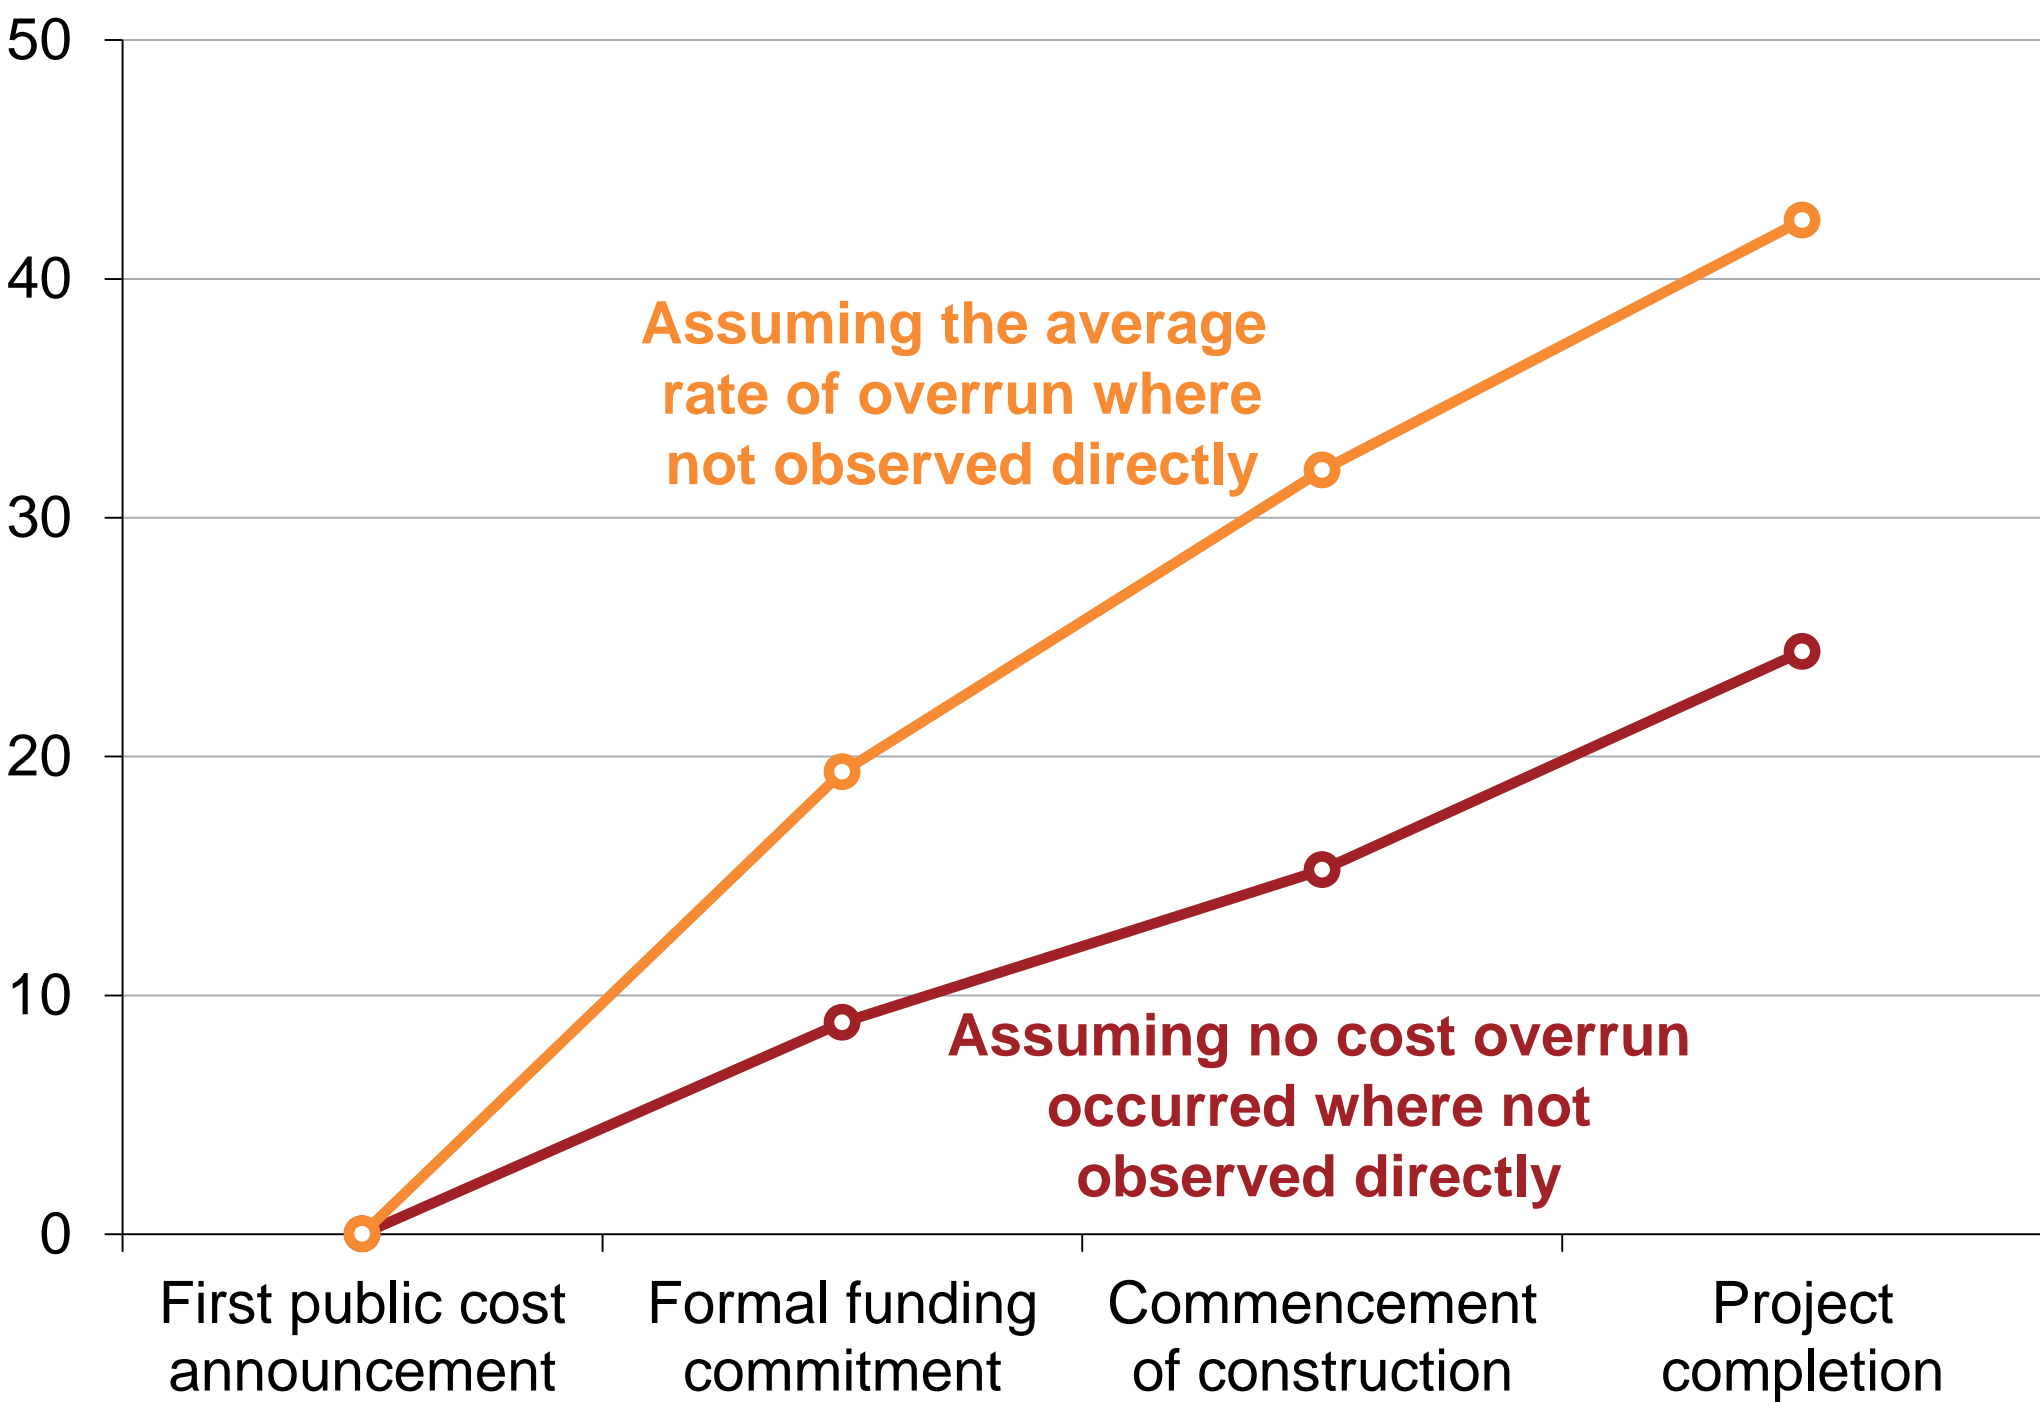 50
40
30
20
10
0
Assuming the average
rate of overrun where
not observed directly
Assuming no cost overrun
occurred where not
observed directly
First public cost
announcement
Formal funding
commitment
Commencement
of construction
Project
completion